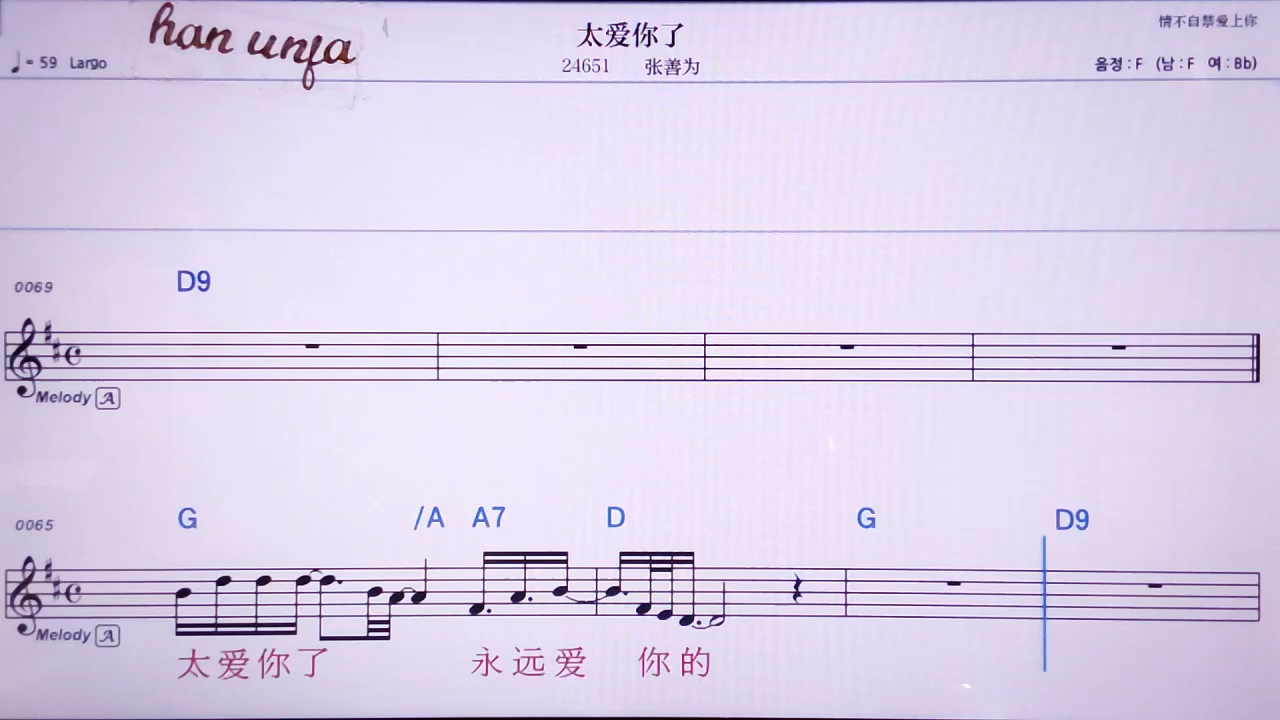 han unja
太爱你了
情不自禁爱上你
♩= 59 Largo
24651 张善为
음정 : F (남 : F 여 : Bb)
0069
D9
Melody A
0065
G /A A7 D G D9
Melody A
太爱你了 永远爱 你的